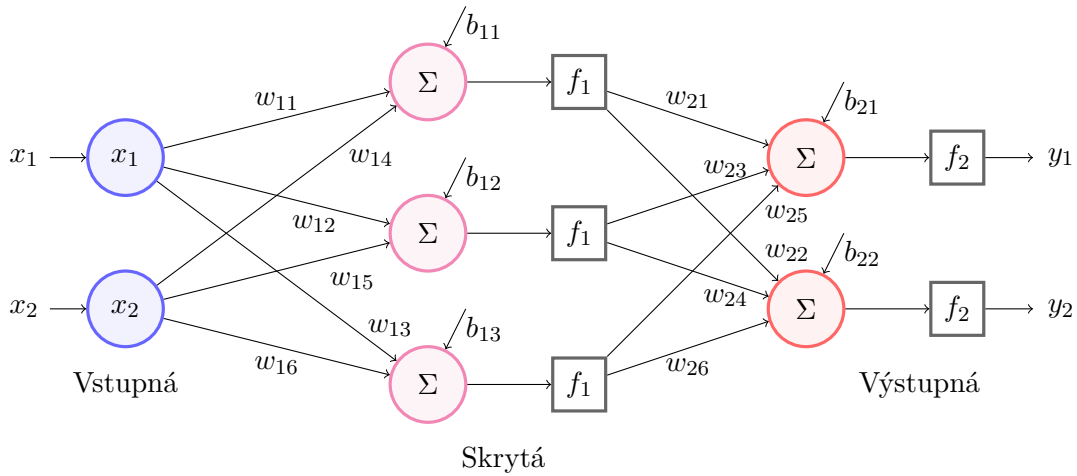 b₁₁
Σ
f₁
w₁₁
w₂₁
b₂₁
x₁
x₁
w₁₄
Σ
f₂
y₁
w₂₃
b₁₂
w₁₂
Σ
f₁
w₂₅
w₁₅
w₂₂
b₂₂
x₂
x₂
w₂₄
Σ
f₂
y₂
w₁₃
b₁₃
w₁₆
w₂₆
Vstupná
Σ
f₁
Výstupná
Skrytá